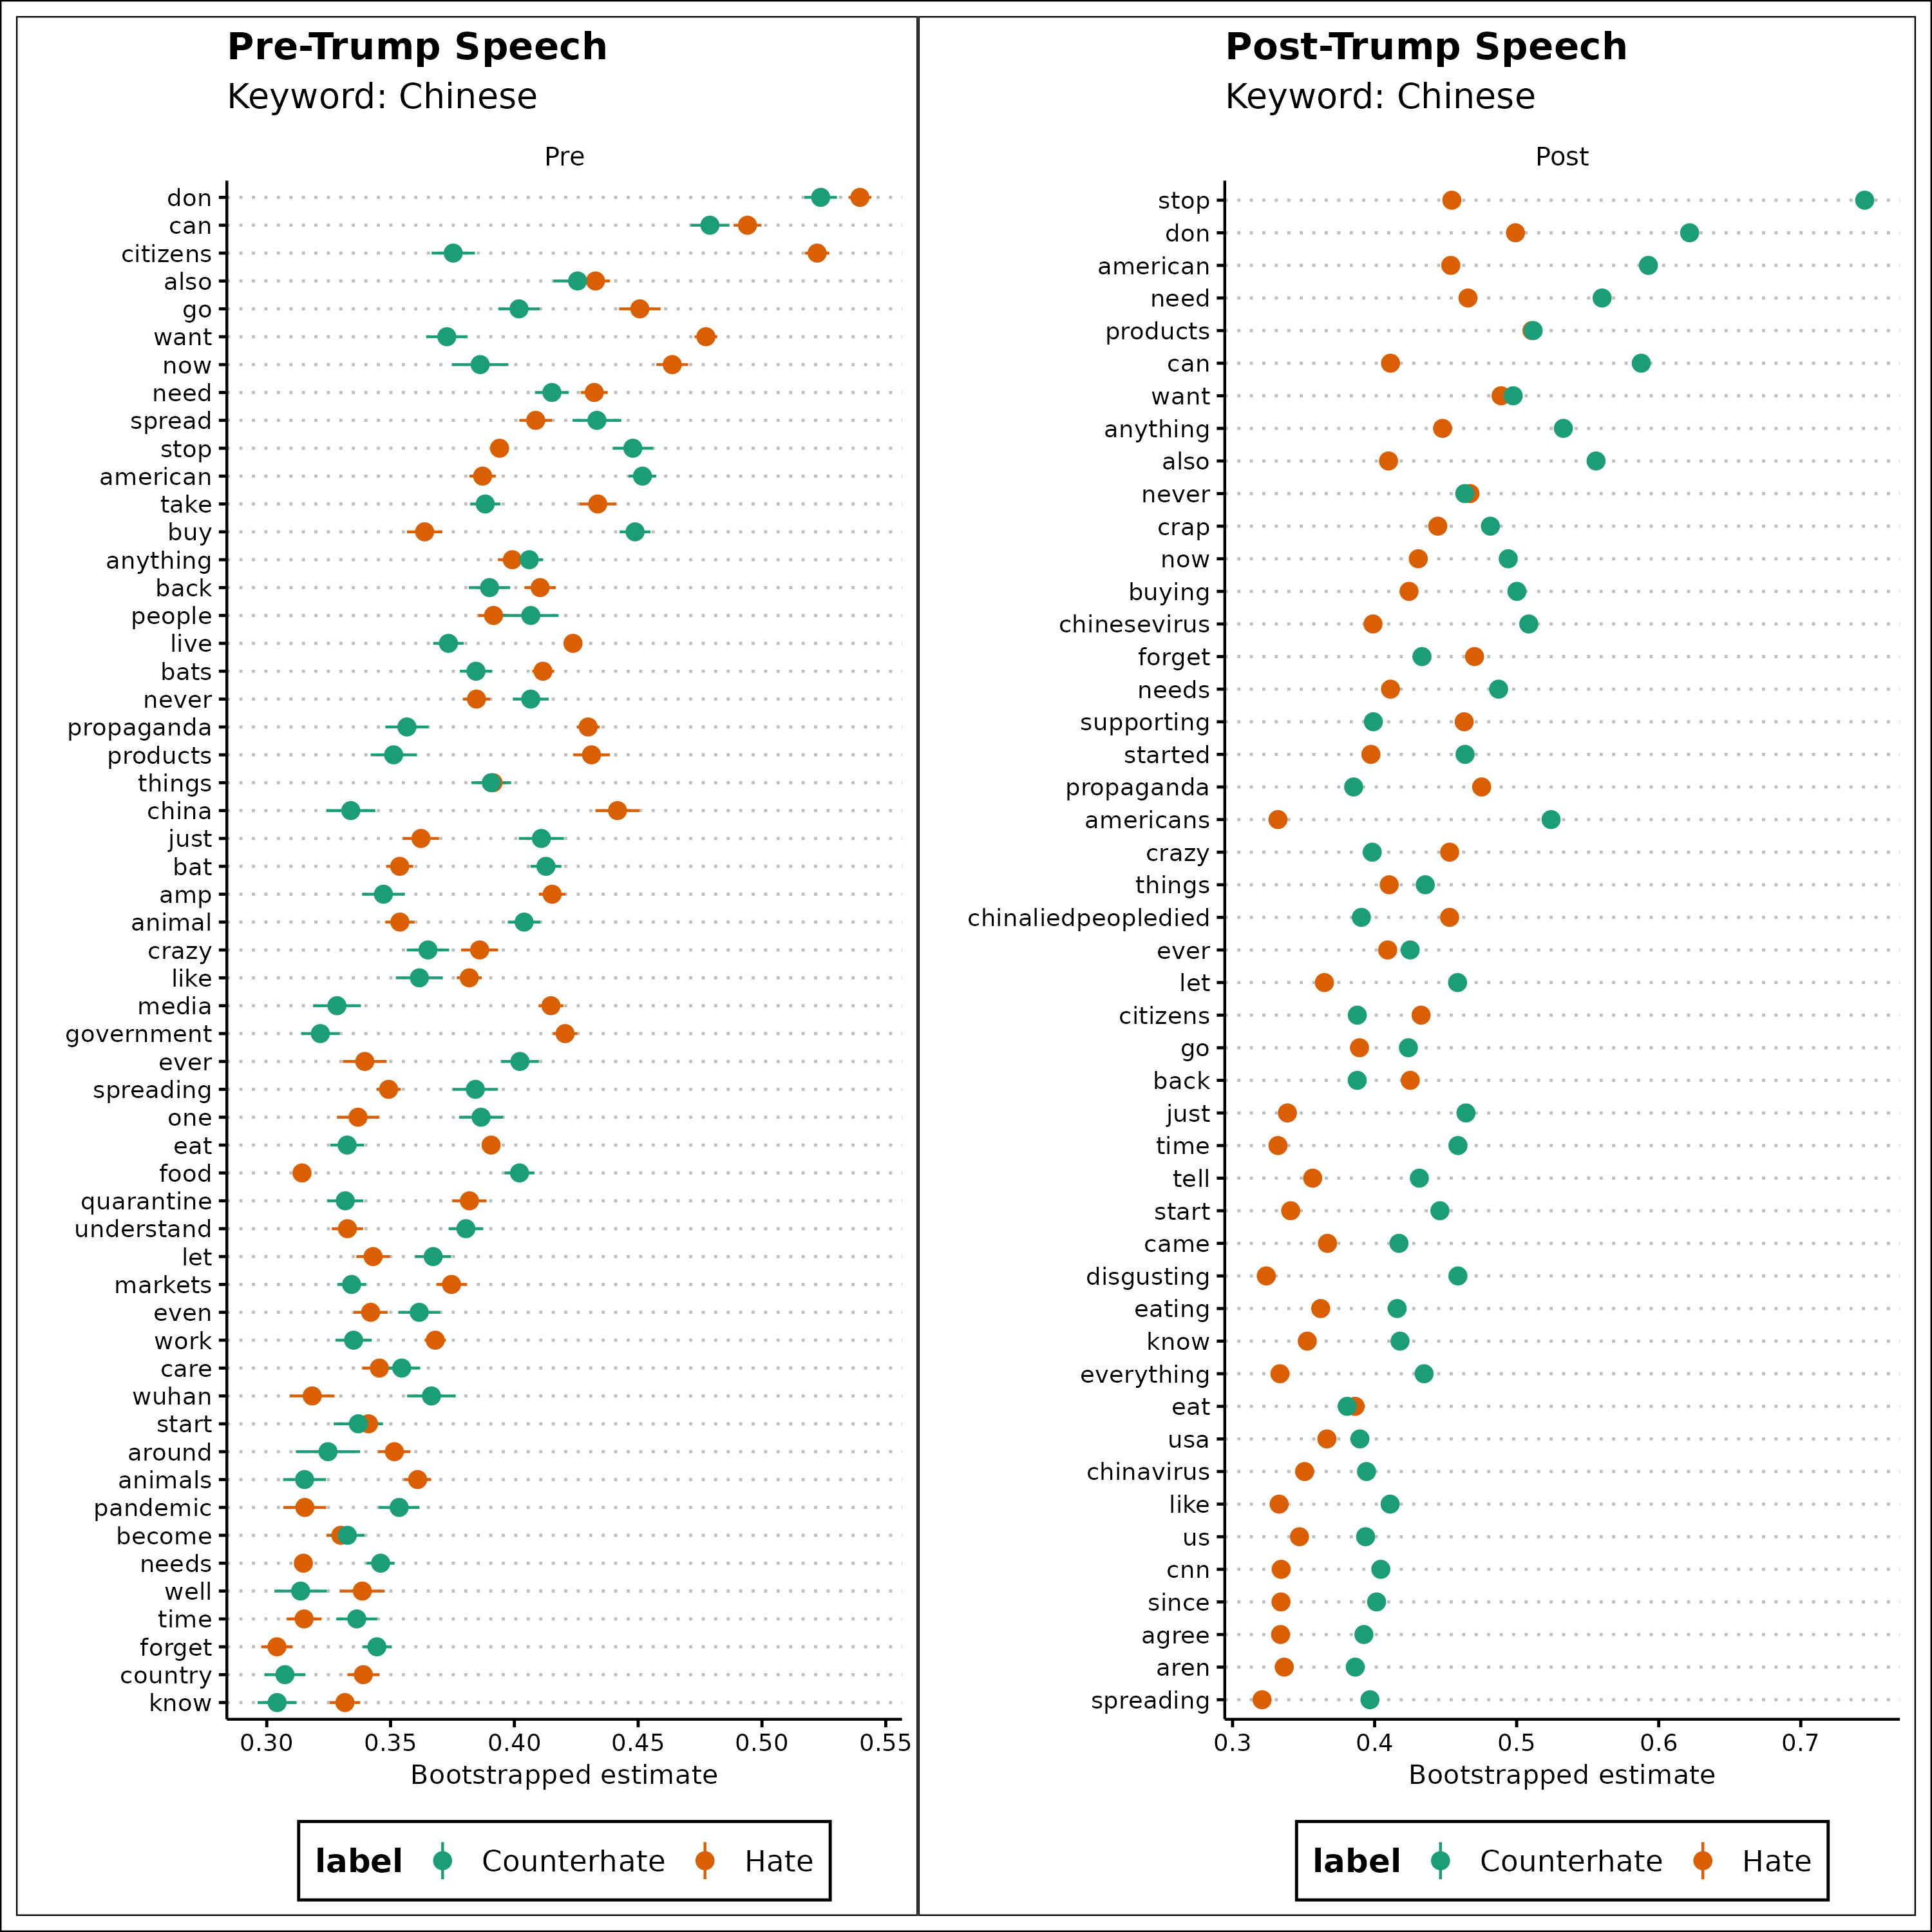 Pre-Trump Speech
Keyword: Chinese
Pre
don
can
citizens
also
go
want
now
need
spread
stop
american
take
buy
anything
back
people
live
bats
never
propaganda
products
things
china
just
bat
amp
animal
crazy
like
media
government
ever
spreading
one
eat
food
quarantine
understand
let
markets
even
work
care
wuhan
start
around
animals
pandemic
become
needs
well
time
forget
country
know
0.30 0.35 0.40 0.45 0.50 0.55
Bootstrapped estimate
label Counterhate Hate
Post-Trump Speech
Keyword: Chinese
Post
stop
don
american
need
products
can
want
anything
also
never
crap
now
buying
chinesevirus
forget
needs
supporting
started
propaganda
americans
crazy
things
chinaliedpeopledied
ever
let
citizens
go
back
just
time
tell
start
came
disgusting
eating
know
everything
eat
usa
chinavirus
like
us
cnn
since
agree
aren
spreading
0.3 0.4 0.5 0.6 0.7
Bootstrapped estimate
label Counterhate Hate